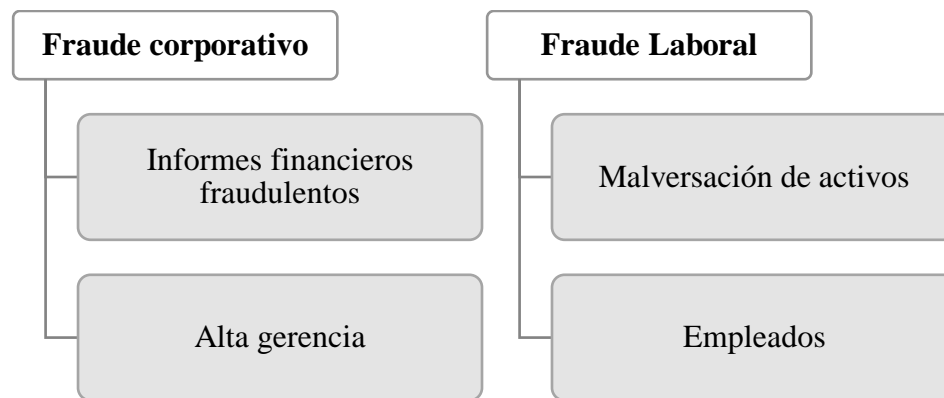 Fraude corporativo
Informes financieros
fraudulentos
Alta gerencia
Fraude Laboral
Malversación de activos
Empleados